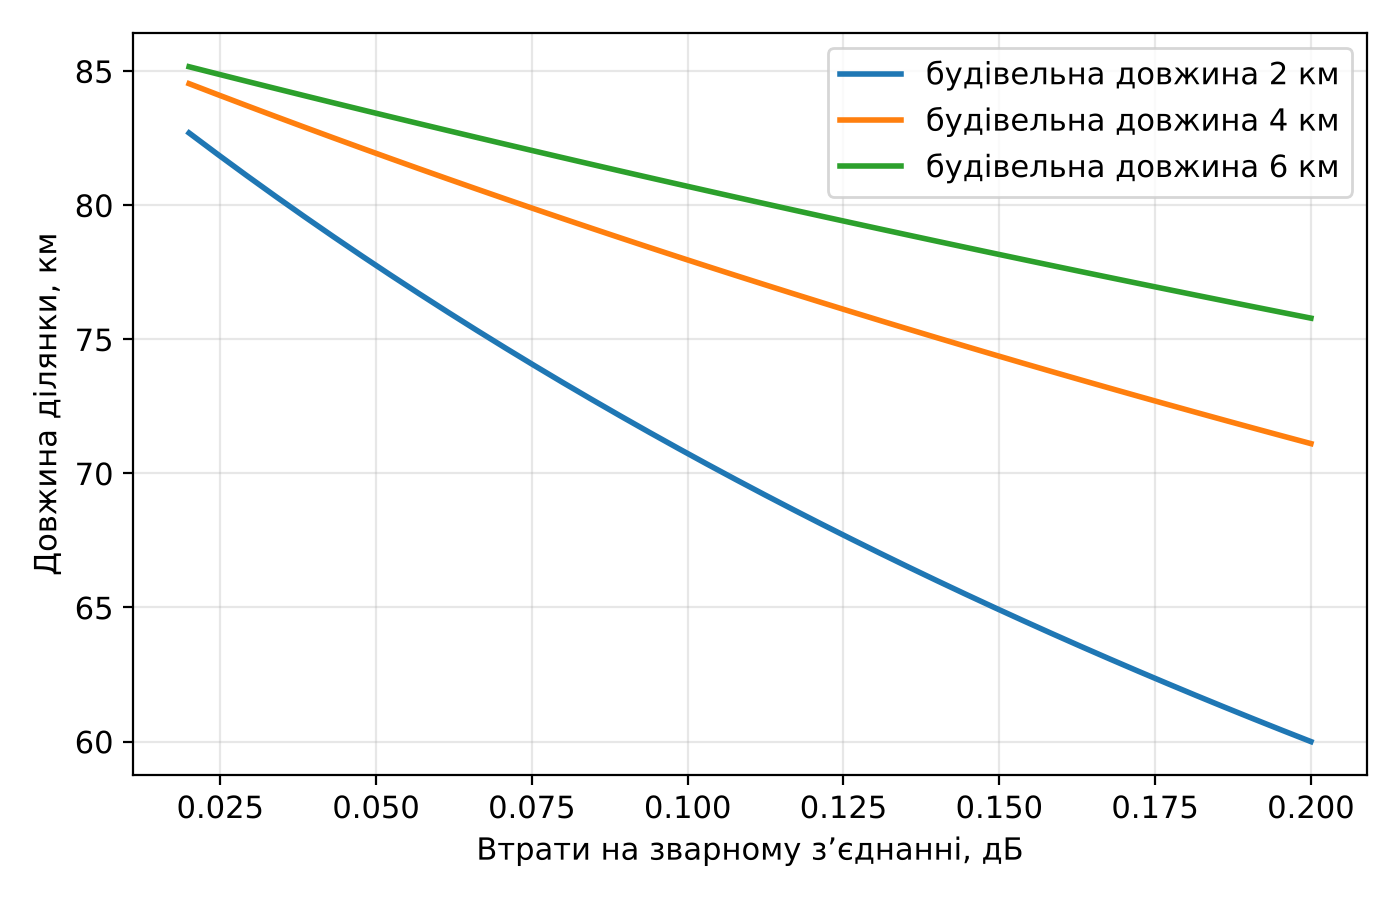 будівельна довжина 2 км
будівельна довжина 4 км
будівельна довжина 6 км
85
80
75
70
65
60
Довжина ділянки, км
0.025 0.050 0.075 0.100 0.125 0.150 0.175 0.200
Втрати на зварному з’єднанні, дБ